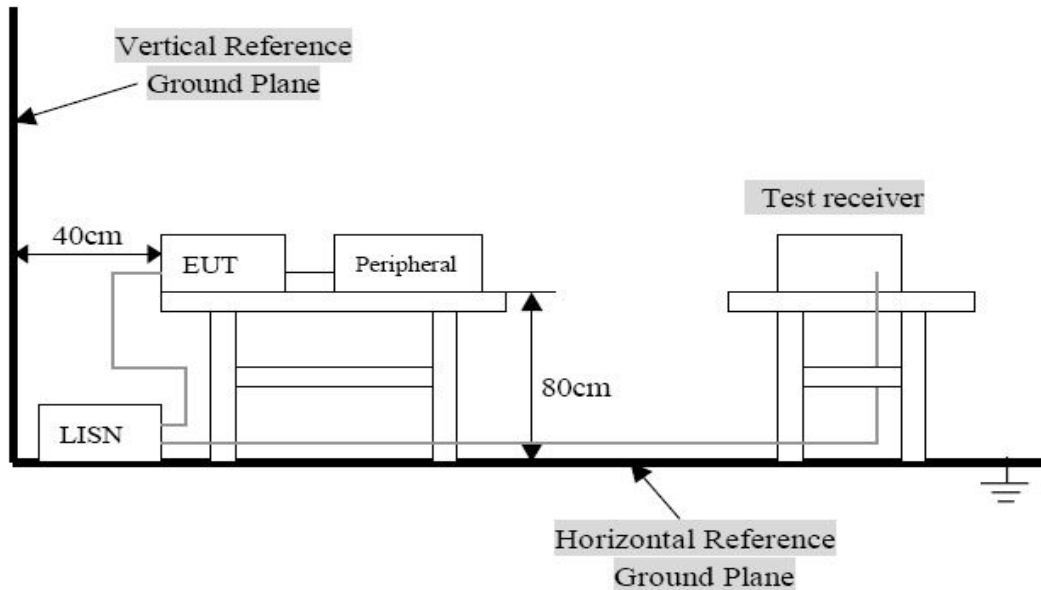 Vertical Reference
Ground Plane
Test receiver
40cm
EUT
Peripheral
80cm
LISN
Horizontal Reference
Ground Plane